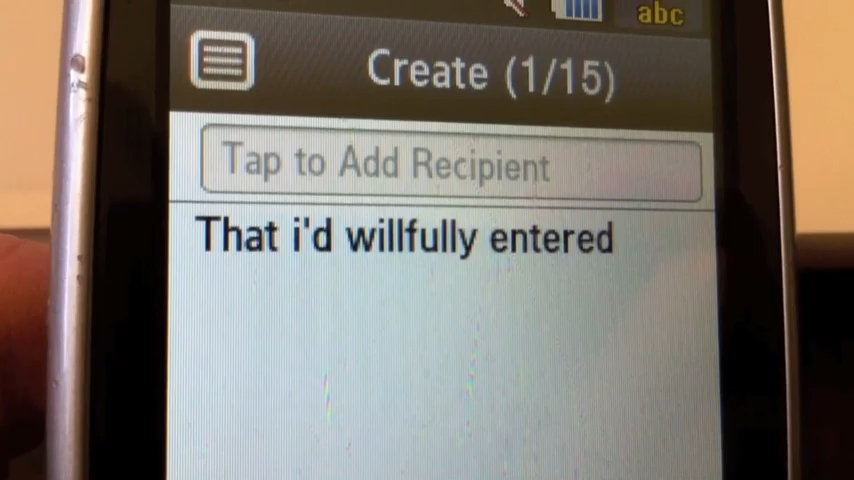 abc
Create (1/15)
Tap to Add Recipient
That i'd willfully entered